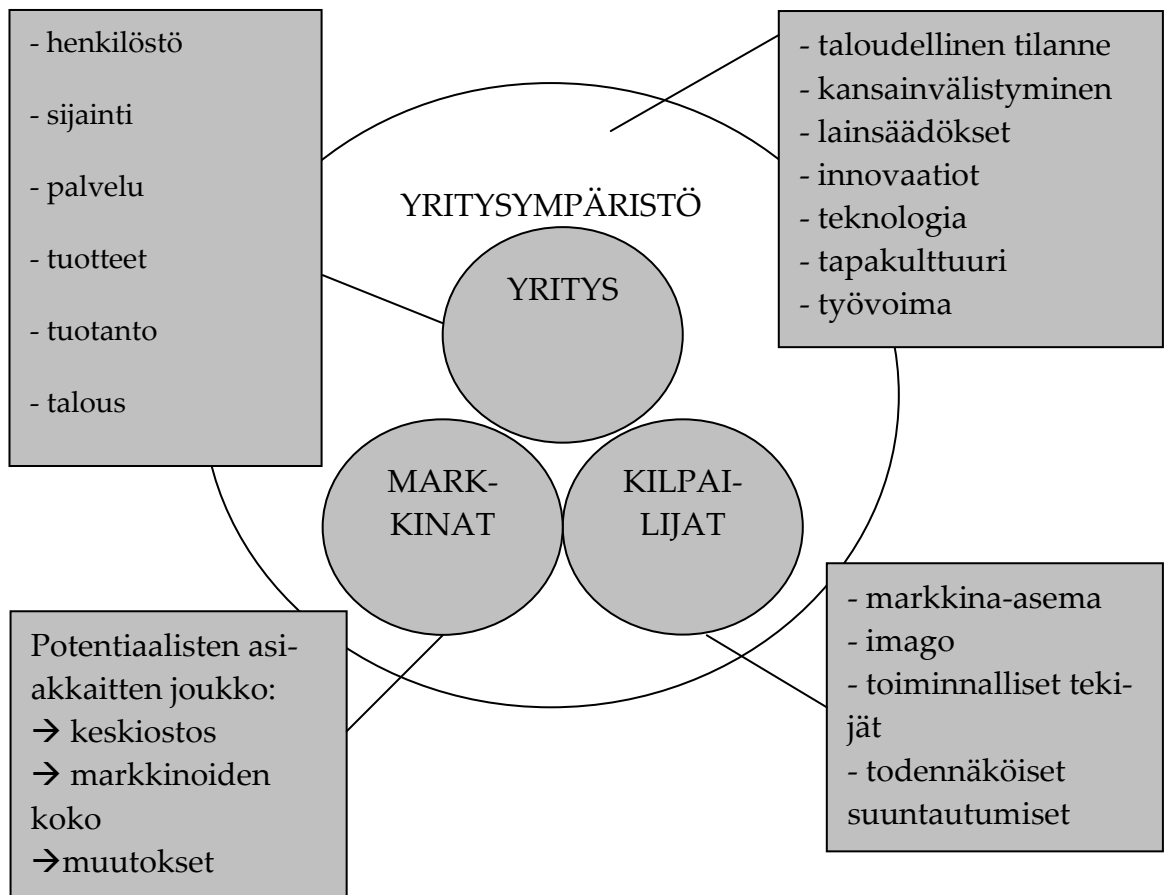 - henkilöstö
- sijainti
- palvelu
- tuotteet
- tuotanto
- talous
- taloudellinen tilanne
- kansainvälistyminen
- lainsäädökset
- innovaatiot
- teknologia
- tapakulttuuri
- työvoima
YRITYSYMPÄRISTÖ
YRITYS
MARK-
KINAT
KILPAI-
LIJAT
Potentiaalisten asi-
akkaitten joukko:
→ keskiostos
→ markkinoiden
koko
→muutokset
- markkina-asema
- imago
- toiminnalliset teki-
jät
- todennäköiset
suuntautumiset